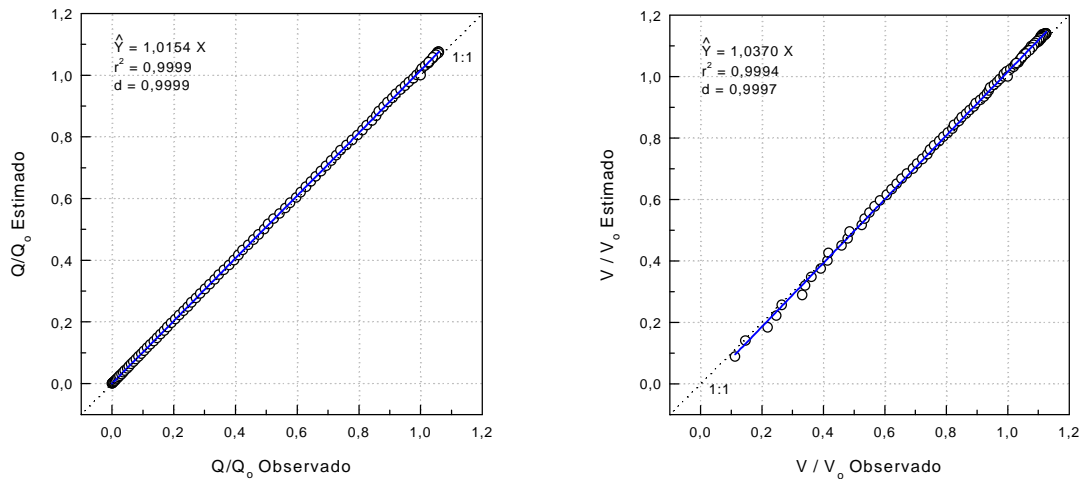 Ŷ = 1,0154 X
r² = 0,9999
d = 0,9999
1:1
1,2
1,0
0,8
0,6
0,4
0,2
0,0
Q/Qₒ Estimado
0,0 0,2 0,4 0,6 0,8 1,0 1,2
Q/Qₒ Observado
Ŷ = 1,0370 X
r² = 0,9994
d = 0,9997
1:1
1,2
1,0
0,8
0,6
0,4
0,2
0,0
V / Vₒ Estimado
0,0 0,2 0,4 0,6 0,8 1,0 1,2
V / Vₒ Observado